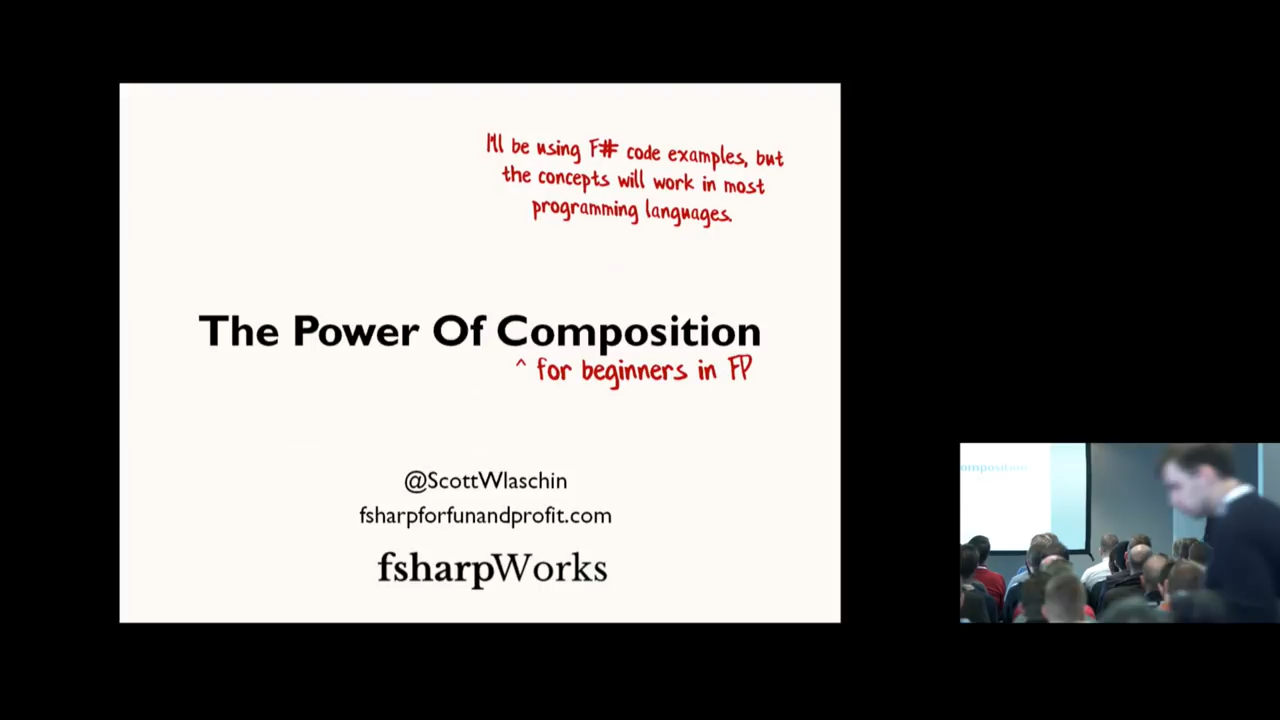 I'll be using F# code examples, but
the concepts will work in most
programming languages.
The Power Of Composition
^ for beginners in FP
@ScottWlaschin
fsharpforfunandprofit.com
fsharpWorks
omposition